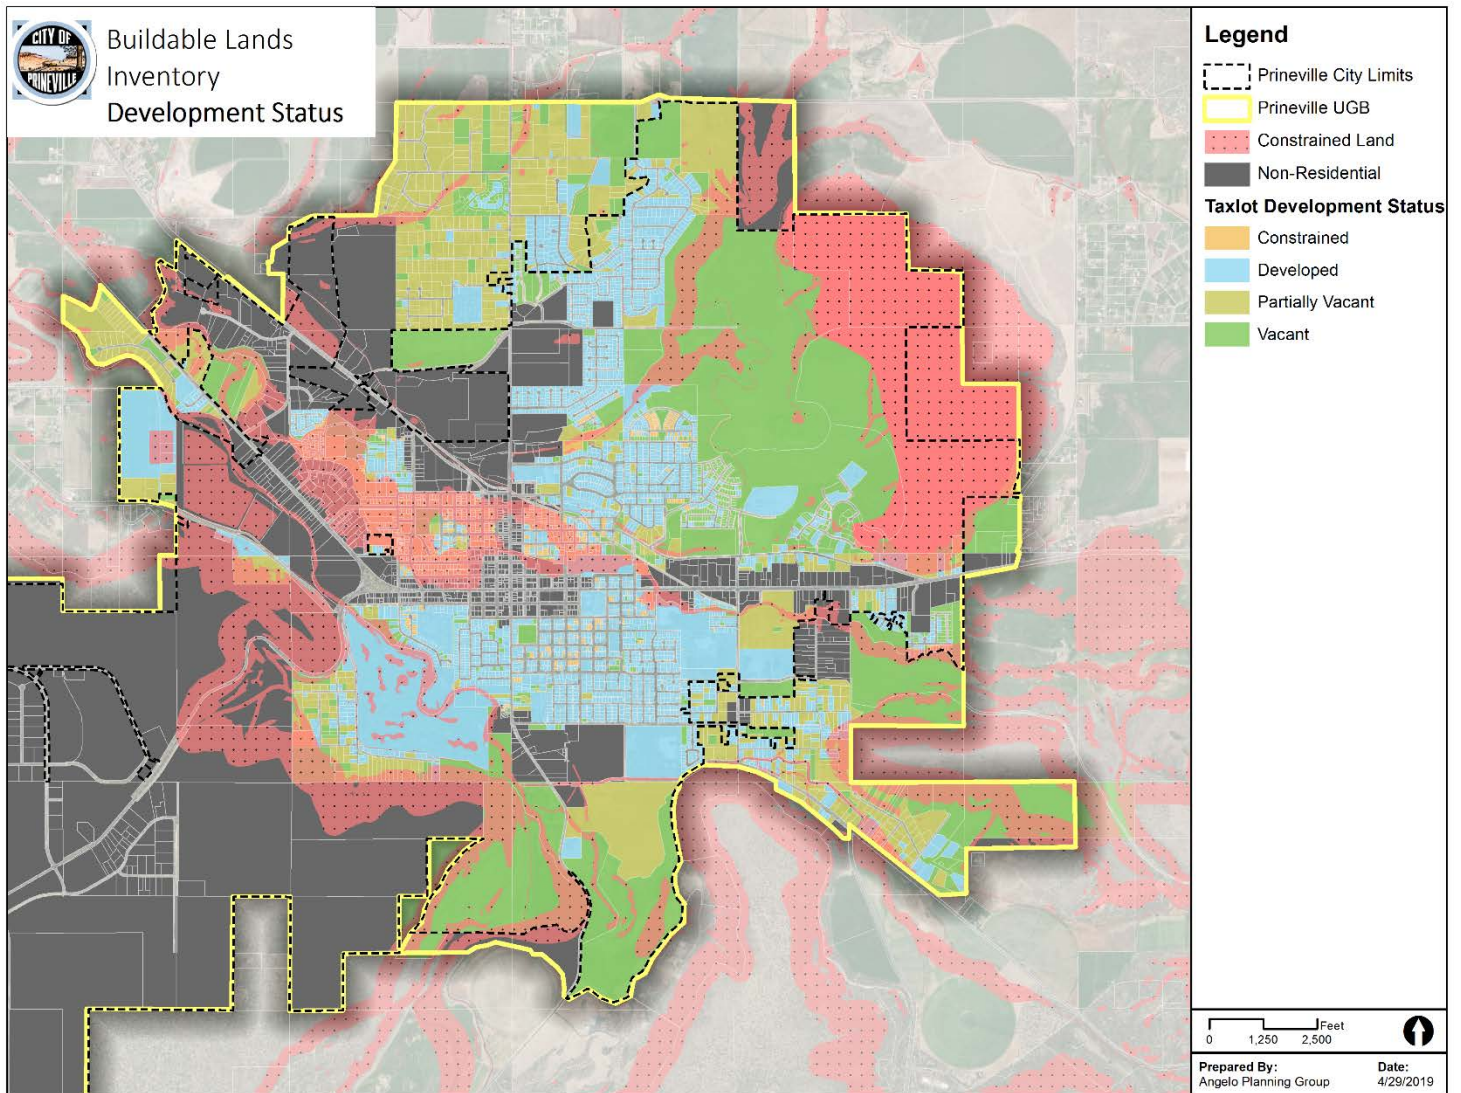 CITY OF
PRINEVILLE
Buildable Lands
Inventory
Development Status
Legend
Prineville City Limits
Prineville UGB
Constrained Land
Non-Residential
Taxlot Development Status
Constrained
Developed
Partially Vacant
Vacant
Feet
0 1,250 2,500
Prepared By:
Angelo Planning Group
Date:
4/29/2019